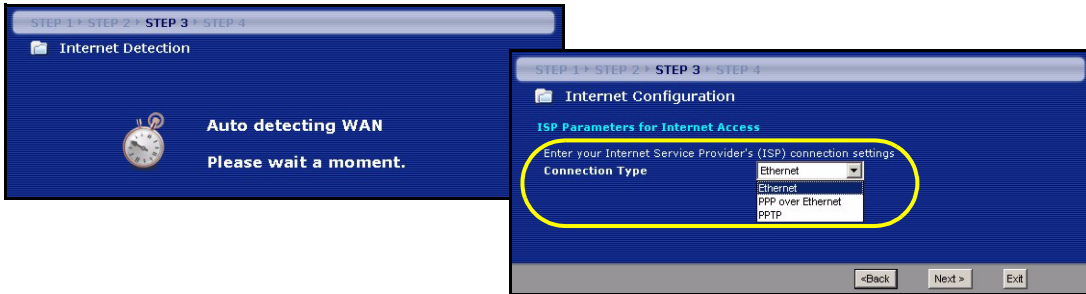 STEP 1 ▸ STEP 2 ▸ STEP 3 ▸ STEP 4
Internet Detection
Auto detecting WAN
Please wait a moment.
STEP 1 ▸ STEP 2 ▸ STEP 3 ▸ STEP 4
Internet Configuration
ISP Parameters for Internet Access
Enter your Internet Service Provider's (ISP) connection settings
Connection Type Ethernet
Ethernet
PPP over Ethernet
PPTP
<Back Next > Exit